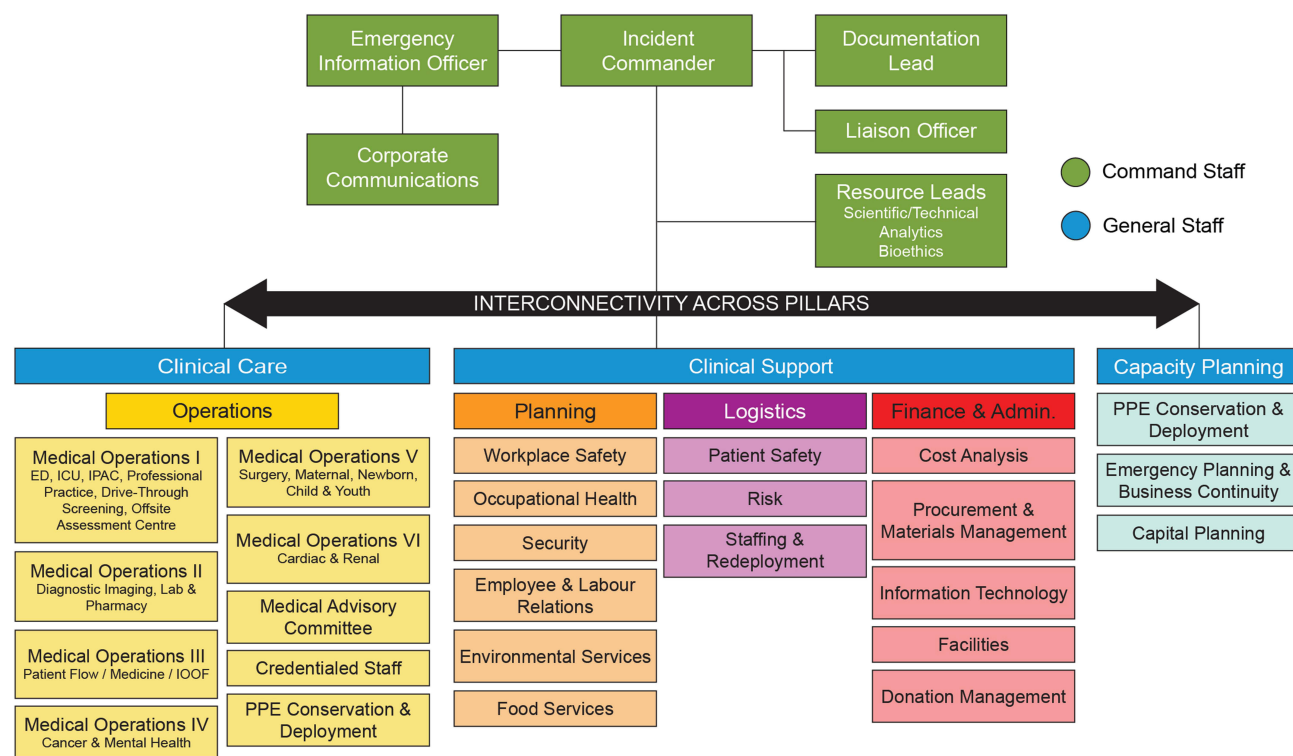 Emergency
Information Officer
Incident
Commander
Documentation
Lead
Liaison Officer
Corporate
Communications
Resource Leads
Scientific/Technical
Analytics
Bioethics
Command Staff
General Staff
INTERCONNECTIVITY ACROSS PILLARS
Clinical Care
Operations
Medical Operations I
ED, ICU, IPAC, Professional
Practice, Drive-Through
Screening, Offsite
Assessment Centre
Medical Operations II
Diagnostic Imaging, Lab &
Pharmacy
Medical Operations III
Patient Flow / Medicine / IOOF
Medical Operations IV
Cancer & Mental Health
Medical Operations V
Surgery, Maternal, Newborn,
Child & Youth
Medical Operations VI
Cardiac & Renal
Medical Advisory
Committee
Credentialed Staff
PPE Conservation &
Deployment
Clinical Support
Planning
Workplace Safety
Occupational Health
Security
Employee & Labour
Relations
Environmental Services
Food Services
Logistics
Patient Safety
Risk
Staffing &
Redeployment
Finance & Admin.
Cost Analysis
Procurement &
Materials Management
Information Technology
Facilities
Donation Management
Capacity Planning
PPE Conservation &
Deployment
Emergency Planning &
Business Continuity
Capital Planning